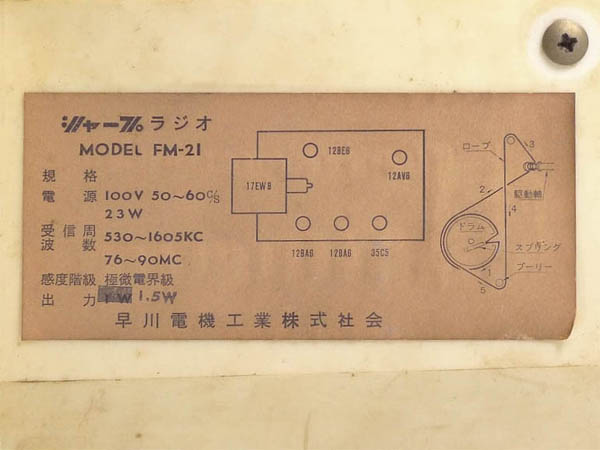 シャープラジオ
MODEL FM-21
規格
電源 100V 50~60c/s
23W
受信周波数 530~1605KC
76~90MC
感度階級 極微電界級
出力 1W 1.5W
早川電機工業株式社会
12BE6
12AV6
17EW8
12BA6 12BA6 35C5
ロープ
3
駆動軸
2
4
ドラム
スプリング
プーリー
1
5